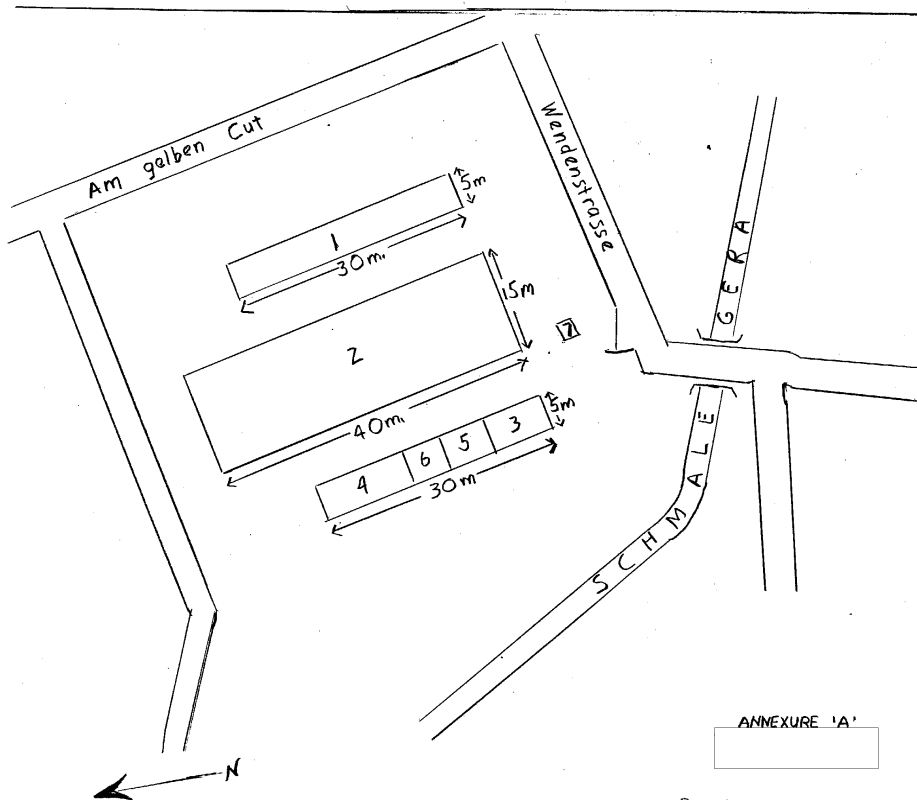 Am gelben Cut
Wendenstrasse
GERA
1
5m
30m.
2
15m
7
40m.
4 6 5 3
5m
30m
SCHMALE
ANNEXURE 'A'
N